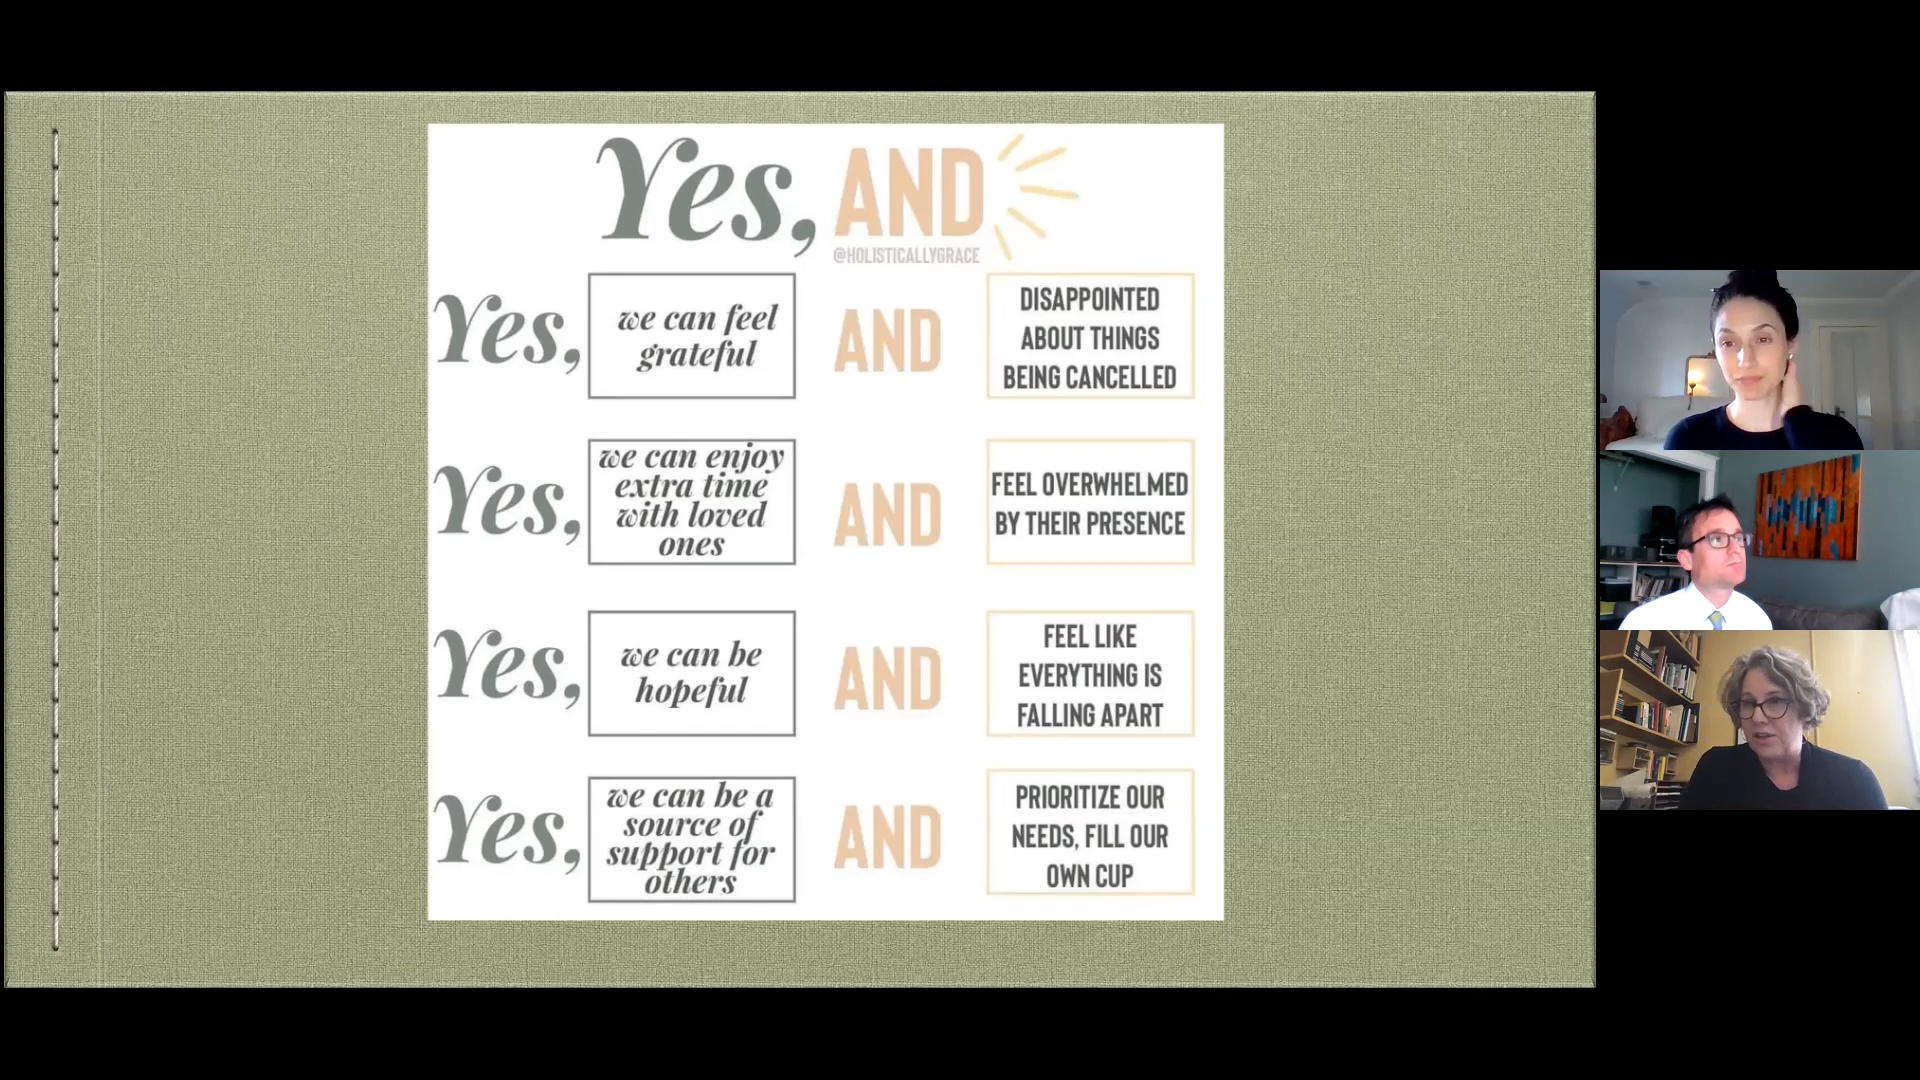 Yes, AND
@HOLISTICALLYGRACE
Yes,
we can feel
grateful
AND
DISAPPOINTED
ABOUT THINGS
BEING CANCELLED
Yes,
we can enjoy
extra time
with loved
ones
AND
FEEL OVERWHELMED
BY THEIR PRESENCE
Yes,
we can be
hopeful
AND
FEEL LIKE
EVERYTHING IS
FALLING APART
Yes,
we can be a
source of
support for
others
AND
PRIORITIZE OUR
NEEDS, FILL OUR
OWN CUP